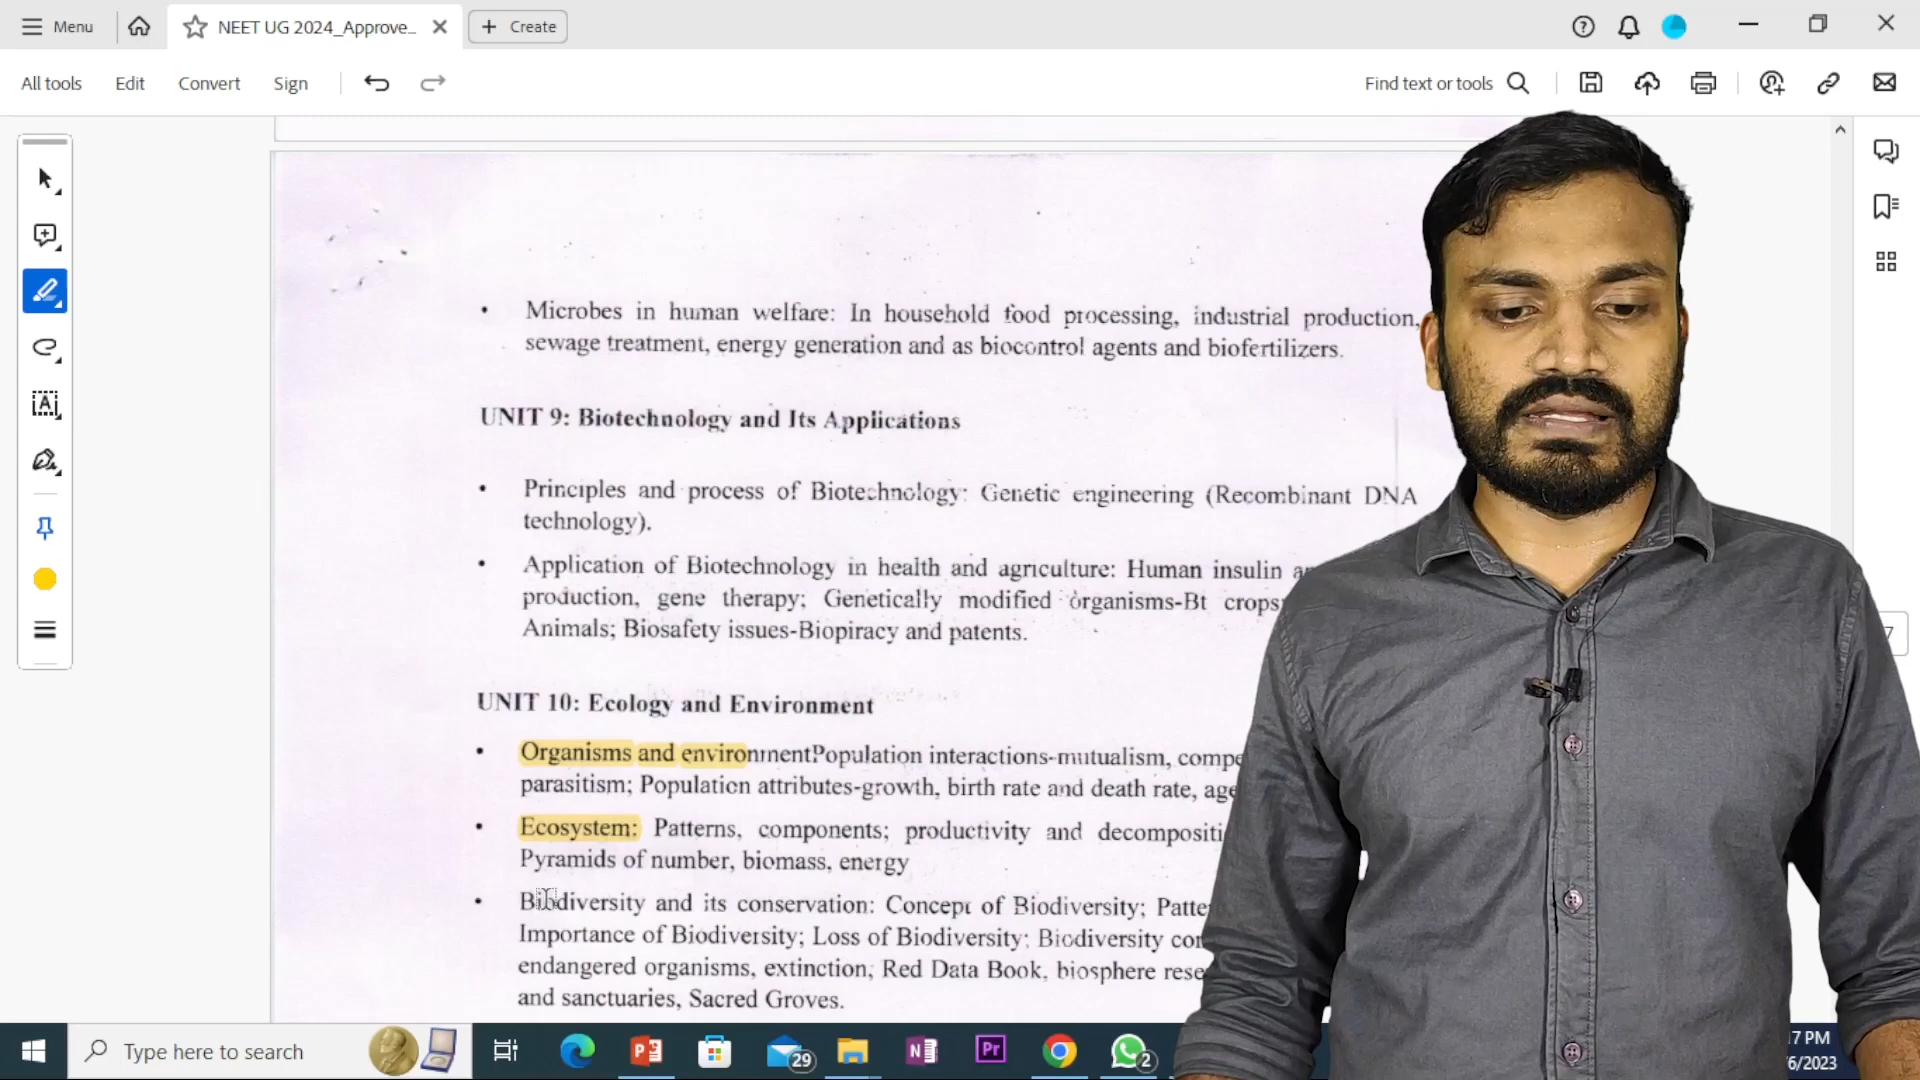 Menu
NEET UG 2024_Approve...
Create
All tools
Edit
Convert
Sign
Find text or tools
• Microbes in human welfare: In household food processing, industrial production,
sewage treatment, energy generation and as biocontrol agents and biofertilizers.
UNIT 9: Biotechnology and Its Applications
• Principles and process of Biotechnology: Genetic engineering (Recombinant DNA
technology).
• Application of Biotechnology in health and agriculture: Human insulin
production, gene therapy; Genetically modified organisms-Bt crops;
Animals; Biosafety issues-Biopiracy and patents.
UNIT 10: Ecology and Environment
• Organisms and environmentPopulation interactions-mutualism,
parasitism; Population attributes-growth, birth rate and death rate, age
• Ecosystem: Patterns, components; productivity and
Pyramids of number, biomass, energy
• Biodiversity and its conservation: Concept of Biodiversity;
Importance of Biodiversity; Loss of Biodiversity; Biodiversity
endangered organisms, extinction, Red Data Book, biosphere
and sanctuaries, Sacred Groves.
7
Type here to search
29
2
Pr
N
P
17 PM
/6/2023